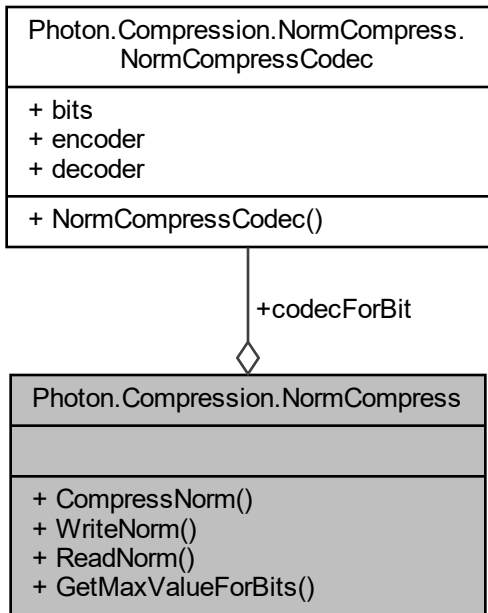 Photon.Compression.NormCompress.
NormCompressCodec
+ bits
+ encoder
+ decoder
+ NormCompressCodec()
+codecForBit
Photon.Compression.NormCompress
+ CompressNorm()
+ WriteNorm()
+ ReadNorm()
+ GetMaxValueForBits()